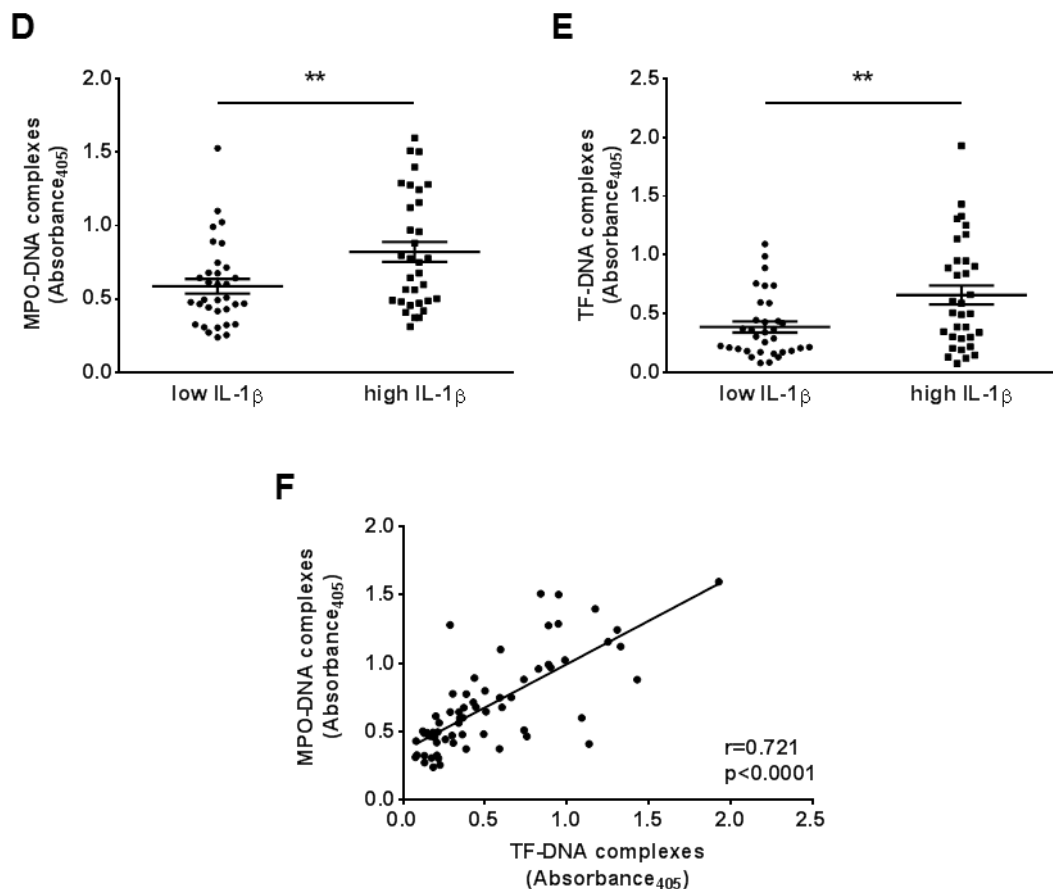 D
**
MPO-DNA complexes
(Absorbance405)
2.0
1.5
1.0
0.5
0.0
low IL-1β
high IL-1β
E
**
TF-DNA complexes
(Absorbance405)
2.5
2.0
1.5
1.0
0.5
0.0
low IL-1β
high IL-1β
F
MPO-DNA complexes
(Absorbance405)
2.0
1.5
1.0
0.5
0.0
r=0.721
p<0.0001
0.0 0.5 1.0 1.5 2.0 2.5
TF-DNA complexes
(Absorbance405)